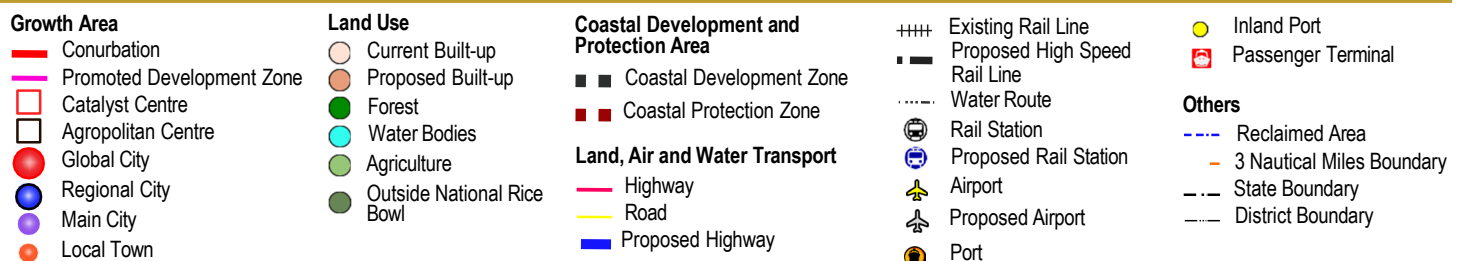 Growth Area
Conurbation
Promoted Development Zone
Catalyst Centre
Agropolitan Centre
Global City
Regional City
Main City
Local Town
Land Use
Current Built-up
Proposed Built-up
Forest
Water Bodies
Agriculture
Outside National Rice
Bowl
Coastal Development and
Protection Area
Coastal Development Zone
Coastal Protection Zone
Land, Air and Water Transport
Highway
Road
Proposed Highway
Existing Rail Line
Proposed High Speed
Rail Line
Water Route
Rail Station
Proposed Rail Station
Airport
Proposed Airport
Port
Inland Port
Passenger Terminal
Others
Reclaimed Area
3 Nautical Miles Boundary
State Boundary
District Boundary